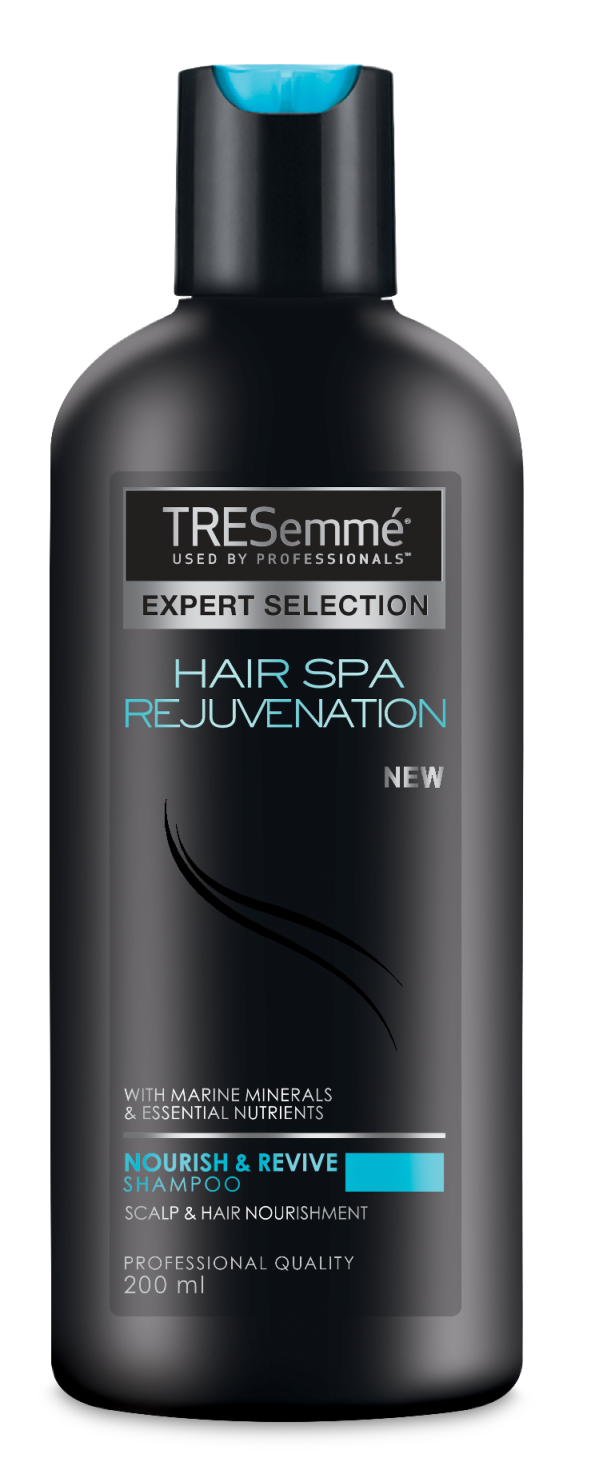 TRESemmé®
USED BY PROFESSIONALS™
EXPERT SELECTION
HAIR SPA
REJUVENATION
NEW
WITH MARINE MINERALS
& ESSENTIAL NUTRIENTS
NOURISH & REVIVE
SHAMPOO
SCALP & HAIR NOURISHMENT
PROFESSIONAL QUALITY
200 ml